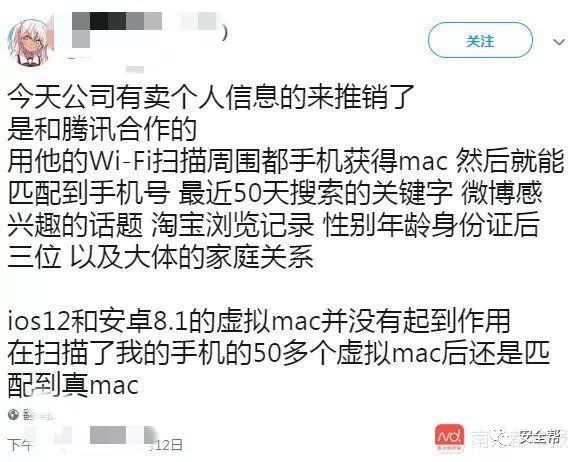 )
关注
今天公司有卖个人信息的来推销了
是和腾讯合作的
用他的Wi-Fi扫描周围都手机获得mac 然后就能
匹配到手机号 最近50天搜索的关键字 微博感
兴趣的话题 淘宝浏览记录 性别年龄身份证后
三位 以及大体的家庭关系
ios12和安卓8.1的虚拟mac并没有起到作用
在扫描了我的手机的50多个虚拟mac后还是匹
配到真mac
翻
下午
月12日
安全帮